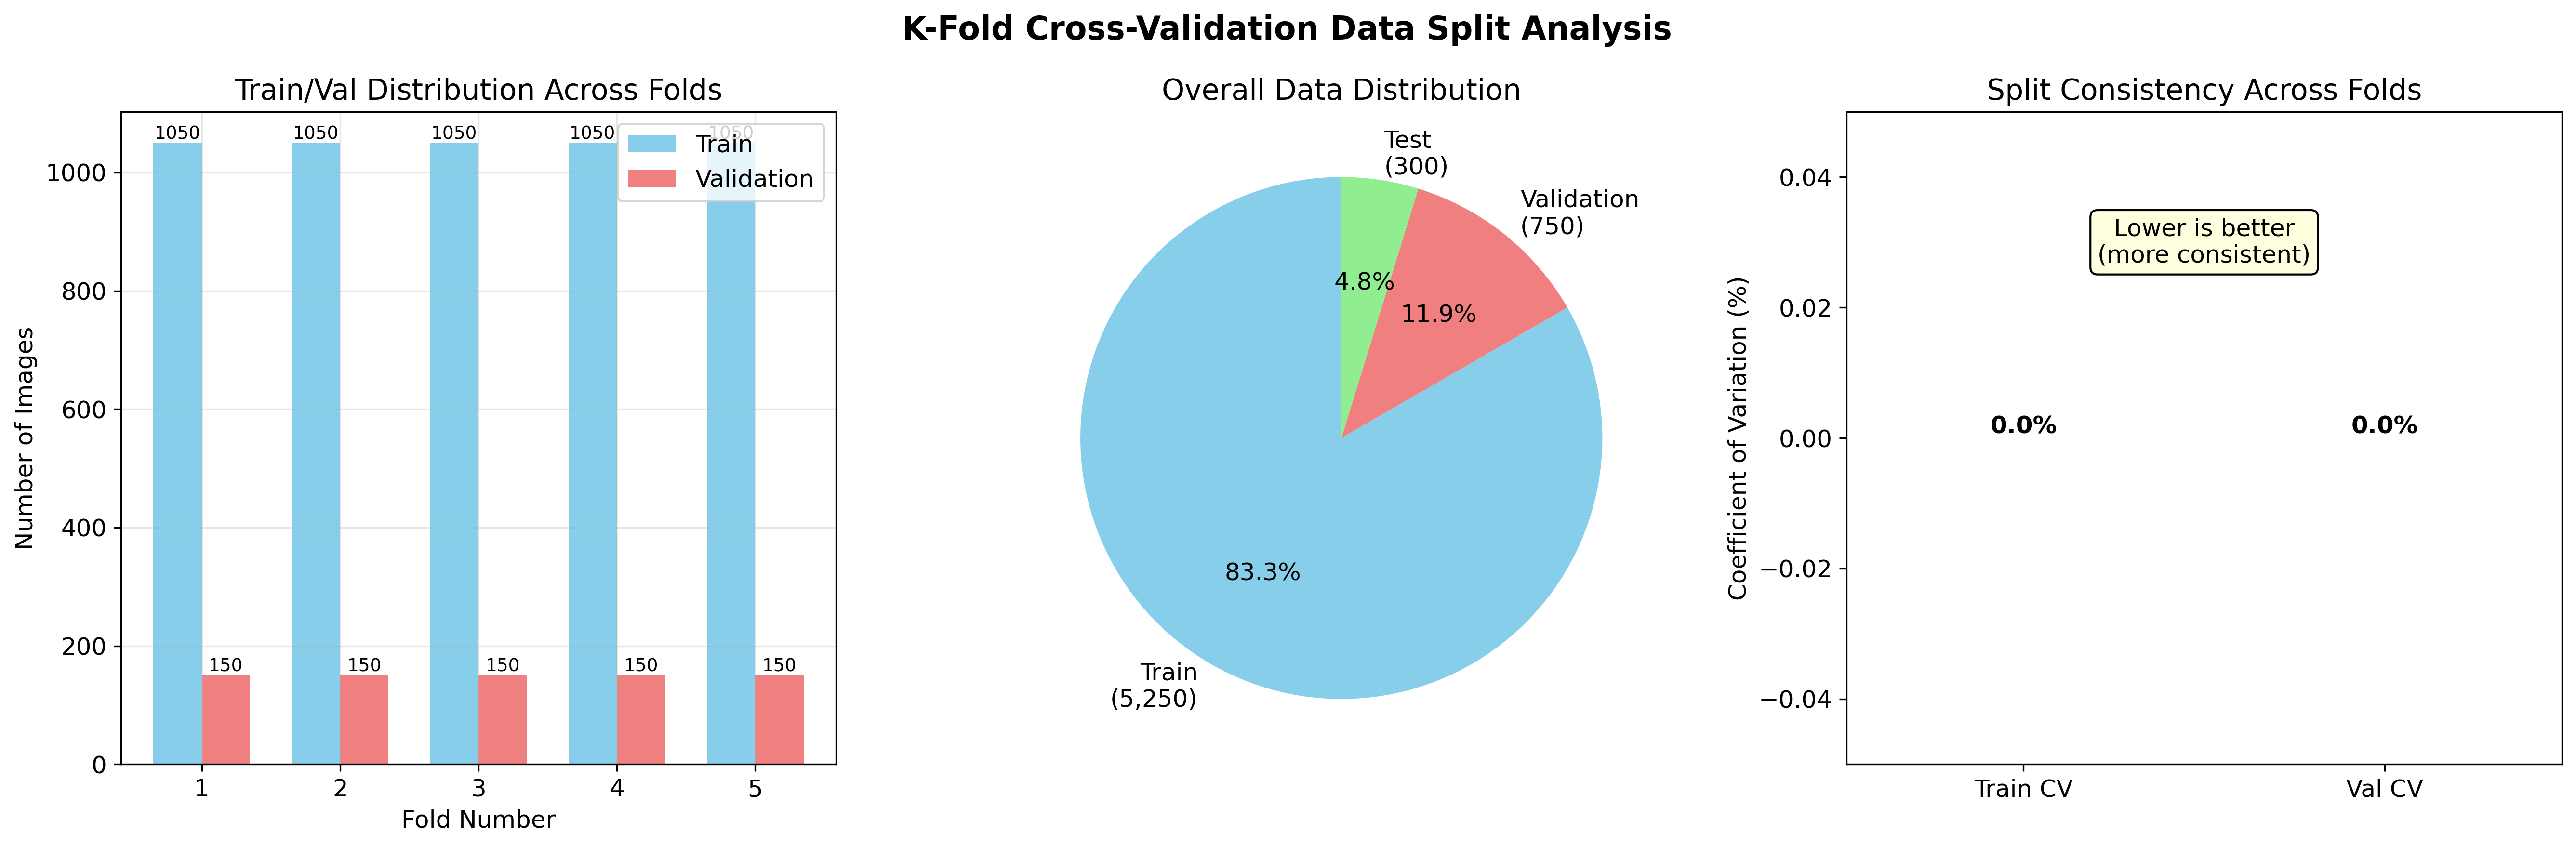 K-Fold Cross-Validation Data Split Analysis
Train/Val Distribution Across Folds
Number of Images
1000
800
600
400
200
0
1050
1050
1050
1050
1050
150
150
150
150
150
Train
Validation
1
2
3
4
5
Fold Number
Overall Data Distribution
Test
(300)
Validation
(750)
4.8%
11.9%
83.3%
Train
(5,250)
Split Consistency Across Folds
Coefficient of Variation (%)
0.04
0.02
0.00
−0.02
−0.04
Lower is better
(more consistent)
0.0%
0.0%
Train CV
Val CV